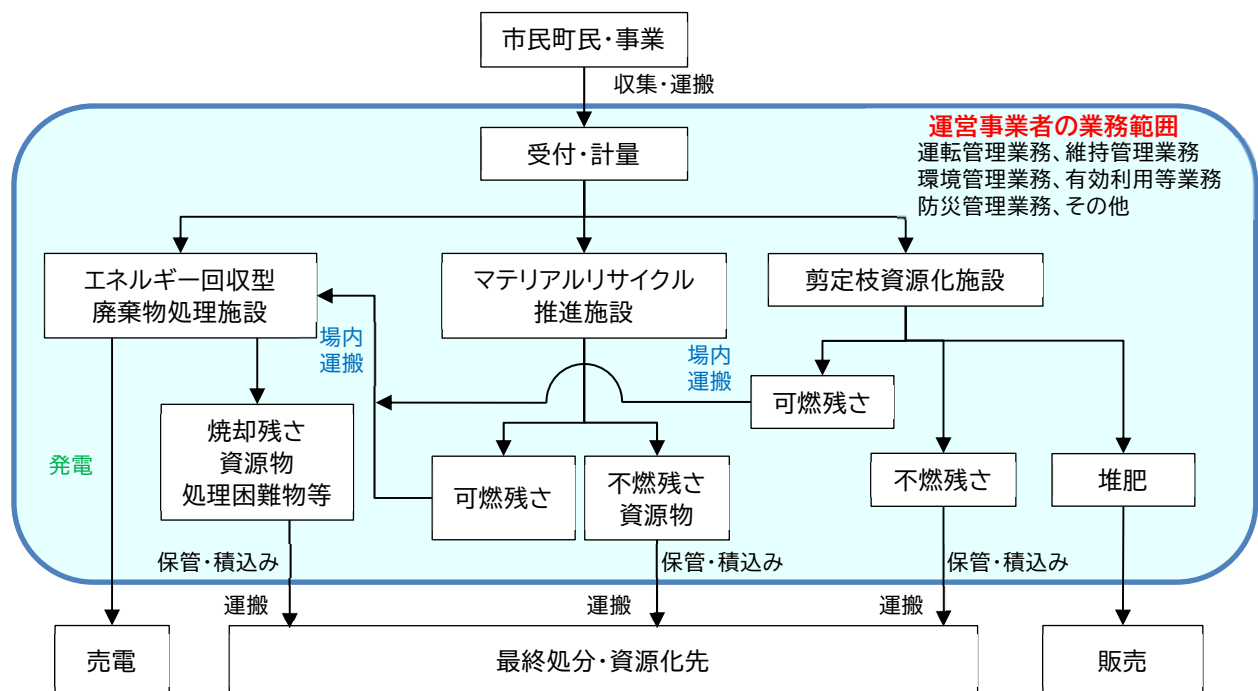 市民町民・事業
収集・運搬
運営事業者の業務範囲
運転管理業務、維持管理業務
環境管理業務、有効利用等業務
防災管理業務、その他
受付・計量
エネルギー回収型
廃棄物処理施設
マテリアルリサイクル
推進施設
剪定枝資源化施設
場内
運搬
場内
運搬
可燃残さ
焼却残さ
資源物
処理困難物等
発電
可燃残さ
不燃残さ
資源物
不燃残さ
堆肥
保管・積込み
保管・積込み
保管・積込み
運搬
運搬
運搬
売電
最終処分・資源化先
販売